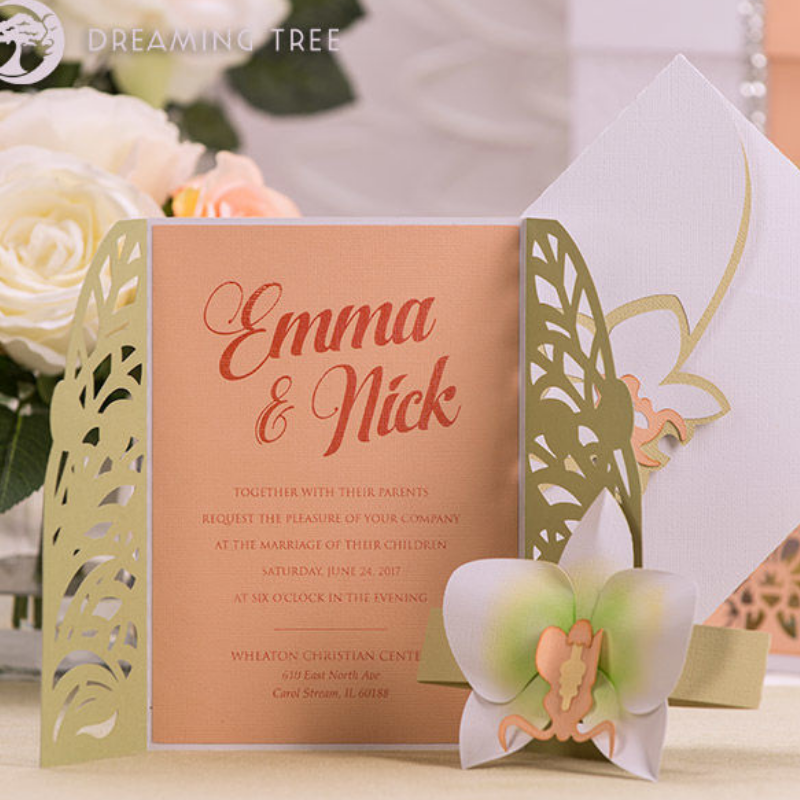 DREAMING TREE
Emma
& Nick
TOGETHER WITH THEIR PARENTS
REQUEST THE PLEASURE OF YOUR COMPANY
AT THE MARRIAGE OF THEIR CHILDREN
SATURDAY, JUNE 24, 2017
AT SIX O'CLOCK IN THE EVENING
WHEATON CHRISTIAN CENTE
610 East North Ave
Carol Stream, IL 60188